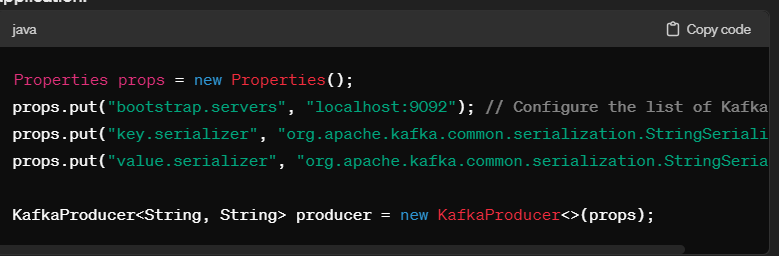 application:
java
Copy code
Properties props = new Properties();
props.put("bootstrap.servers", "localhost:9092"); // Configure the list of Kafka
props.put("key.serializer", "org.apache.kafka.common.serialization.StringSeriali
props.put("value.serializer", "org.apache.kafka.common.serialization.StringSeria
KafkaProducer<String, String> producer = new KafkaProducer<>(props);